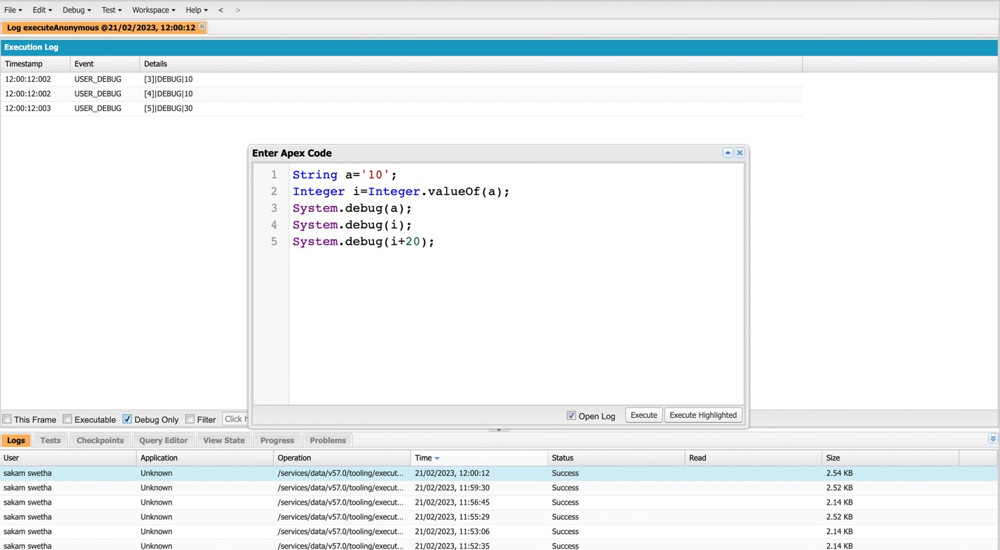 File Edit Debug Test Workspace Help < >
Log executeAnonymous @21/02/2023, 12:00:12
Execution Log
Timestamp Event Details
12:00:12:002 USER_DEBUG [3]|DEBUG|10
12:00:12:002 USER_DEBUG [4]|DEBUG|10
12:00:12:003 USER_DEBUG [5]|DEBUG|30
Enter Apex Code
1 String a='10';
2 Integer i=Integer.valueOf(a);
3 System.debug(a);
4 System.debug(i);
5 System.debug(i+20);
Open Log Execute Execute Highlighted
This Frame Executable Debug Only Filter Click
Logs Tests Checkpoints Query Editor View State Progress Problems
User Application Operation Time Status Read Size
sakam swetha Unknown /services/data/v57.0/tooling/execut... 21/02/2023, 12:00:12 Success 2.54 KB
sakam swetha Unknown /services/data/v57.0/tooling/execut... 21/02/2023, 11:59:30 Success 2.52 KB
sakam swetha Unknown /services/data/v57.0/tooling/execut... 21/02/2023, 11:56:45 Success 2.14 KB
sakam swetha Unknown /services/data/v57.0/tooling/execut... 21/02/2023, 11:55:29 Success 2.52 KB
sakam swetha Unknown /services/data/v57.0/tooling/execut... 21/02/2023, 11:53:06 Success 2.14 KB
sakam swetha Unknown /services/data/v57.0/tooling/execut... 21/02/2023, 11:52:35 Success 2.14 KB